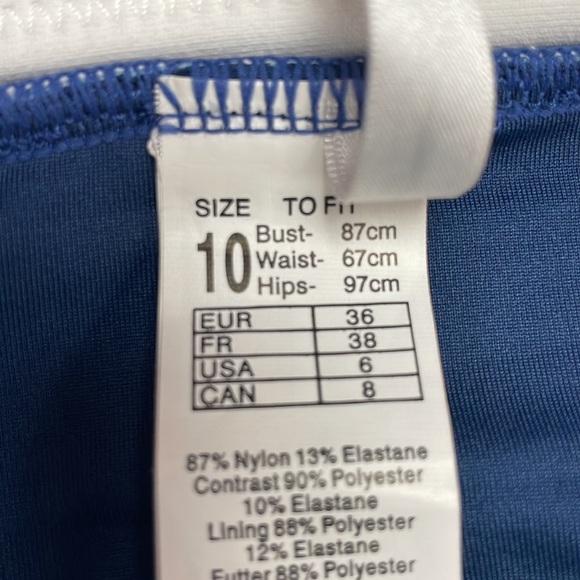 SIZE TO FIT
10
Bust- 87cm
Waist- 67cm
Hips- 97cm
EUR 36
FR 38
USA 6
CAN 8
87% Nylon 13% Elastane
Contrast 90% Polyester
10% Elastane
Lining 88% Polyester
12% Elastane
Futter 88% Polyester